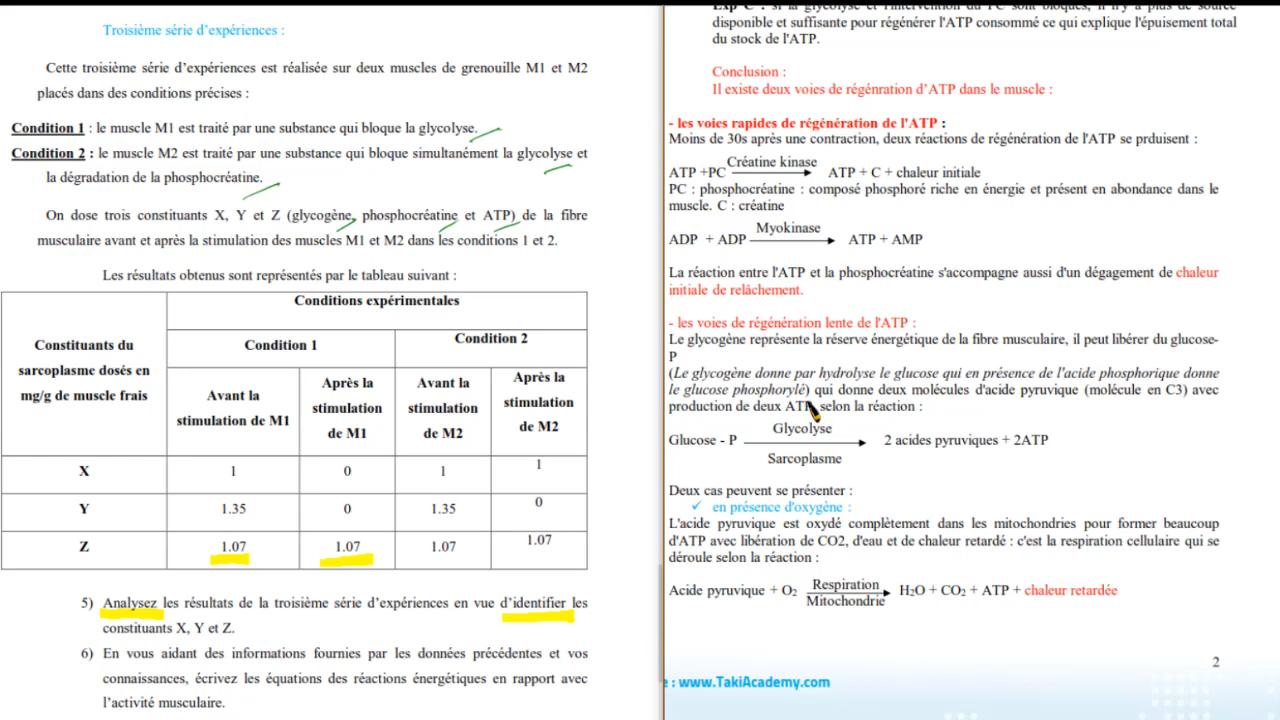 Troisième série d'expériences :
Cette troisième série d'expériences est réalisée sur deux muscles de grenouille M1 et M2
placés dans des conditions précises :
Condition 1 : le muscle M1 est traité par une substance qui bloque la glycolyse.
Condition 2 : le muscle M2 est traité par une substance qui bloque simultanément la glycolyse et
la dégradation de la phosphocréatine.
On dose trois constituants X, Y et Z (glycogène, phosphocréatine et ATP) de la fibre
musculaire avant et après la stimulation des muscles M1 et M2 dans les conditions 1 et 2.
Les résultats obtenus sont représentés par le tableau suivant :
Constituants du
sarcoplasme dosés en
mg/g de muscle frais
Conditions expérimentales
Condition 1
Condition 2
Avant la
stimulation de M1
Après la
stimulation
de M1
Avant la
stimulation
de M2
Après la
stimulation
de M2
X 1 0 1 1
Y 1.35 0 1.35 0
Z 1.07 1.07 1.07 1.07
5) Analysez les résultats de la troisième série d'expériences en vue d'identifier les
constituants X, Y et Z.
6) En vous aidant des informations fournies par les données précédentes et vos
connaissances, écrivez les équations des réactions énergétiques en rapport avec
l'activité musculaire.
Exp C : si la glycolyse et l'intervention du PC sont bloqués, il n'y a plus de source
disponible et suffisante pour régénérer l'ATP consommé ce qui explique l'épuisement total
du stock de l'ATP.
Conclusion :
Il existe deux voies de régénration d'ATP dans le muscle :
- les voies rapides de régénération de l'ATP :
Moins de 30s après une contraction, deux réactions de régénération de l'ATP se prduisent :
ATP +PC Créatine kinase ATP + C + chaleur initiale
PC : phosphocréatine : composé phosphoré riche en énergie et présent en abondance dans le
muscle. C : créatine
ADP + ADP Myokinase ATP + AMP
La réaction entre l'ATP et la phosphocréatine s'accompagne aussi d'un dégagement de chaleur
initiale de relâchement.
- les voies de régénération lente de l'ATP :
Le glycogène représente la réserve énergétique de la fibre musculaire, il peut libérer du glucose-
P
(Le glycogène donne par hydrolyse le glucose qui en présence de l'acide phosphorique donne
le glucose phosphorylé) qui donne deux molécules d'acide pyruvique (molécule en C3) avec
production de deux ATP selon la réaction :
Glucose - P Glycolyse 2 acides pyruviques + 2ATP
Sarcoplasme
Deux cas peuvent se présenter :
✓ en présence d'oxygène :
L'acide pyruvique est oxydé complètement dans les mitochondries pour former beaucoup
d'ATP avec libération de CO2, d'eau et de chaleur retardé : c'est la respiration cellulaire qui se
déroule selon la réaction :
Acide pyruvique + O₂ Respiration H₂O + CO₂ + ATP + chaleur retardée
Mitochondrie
2
: www.TakiAcademy.com